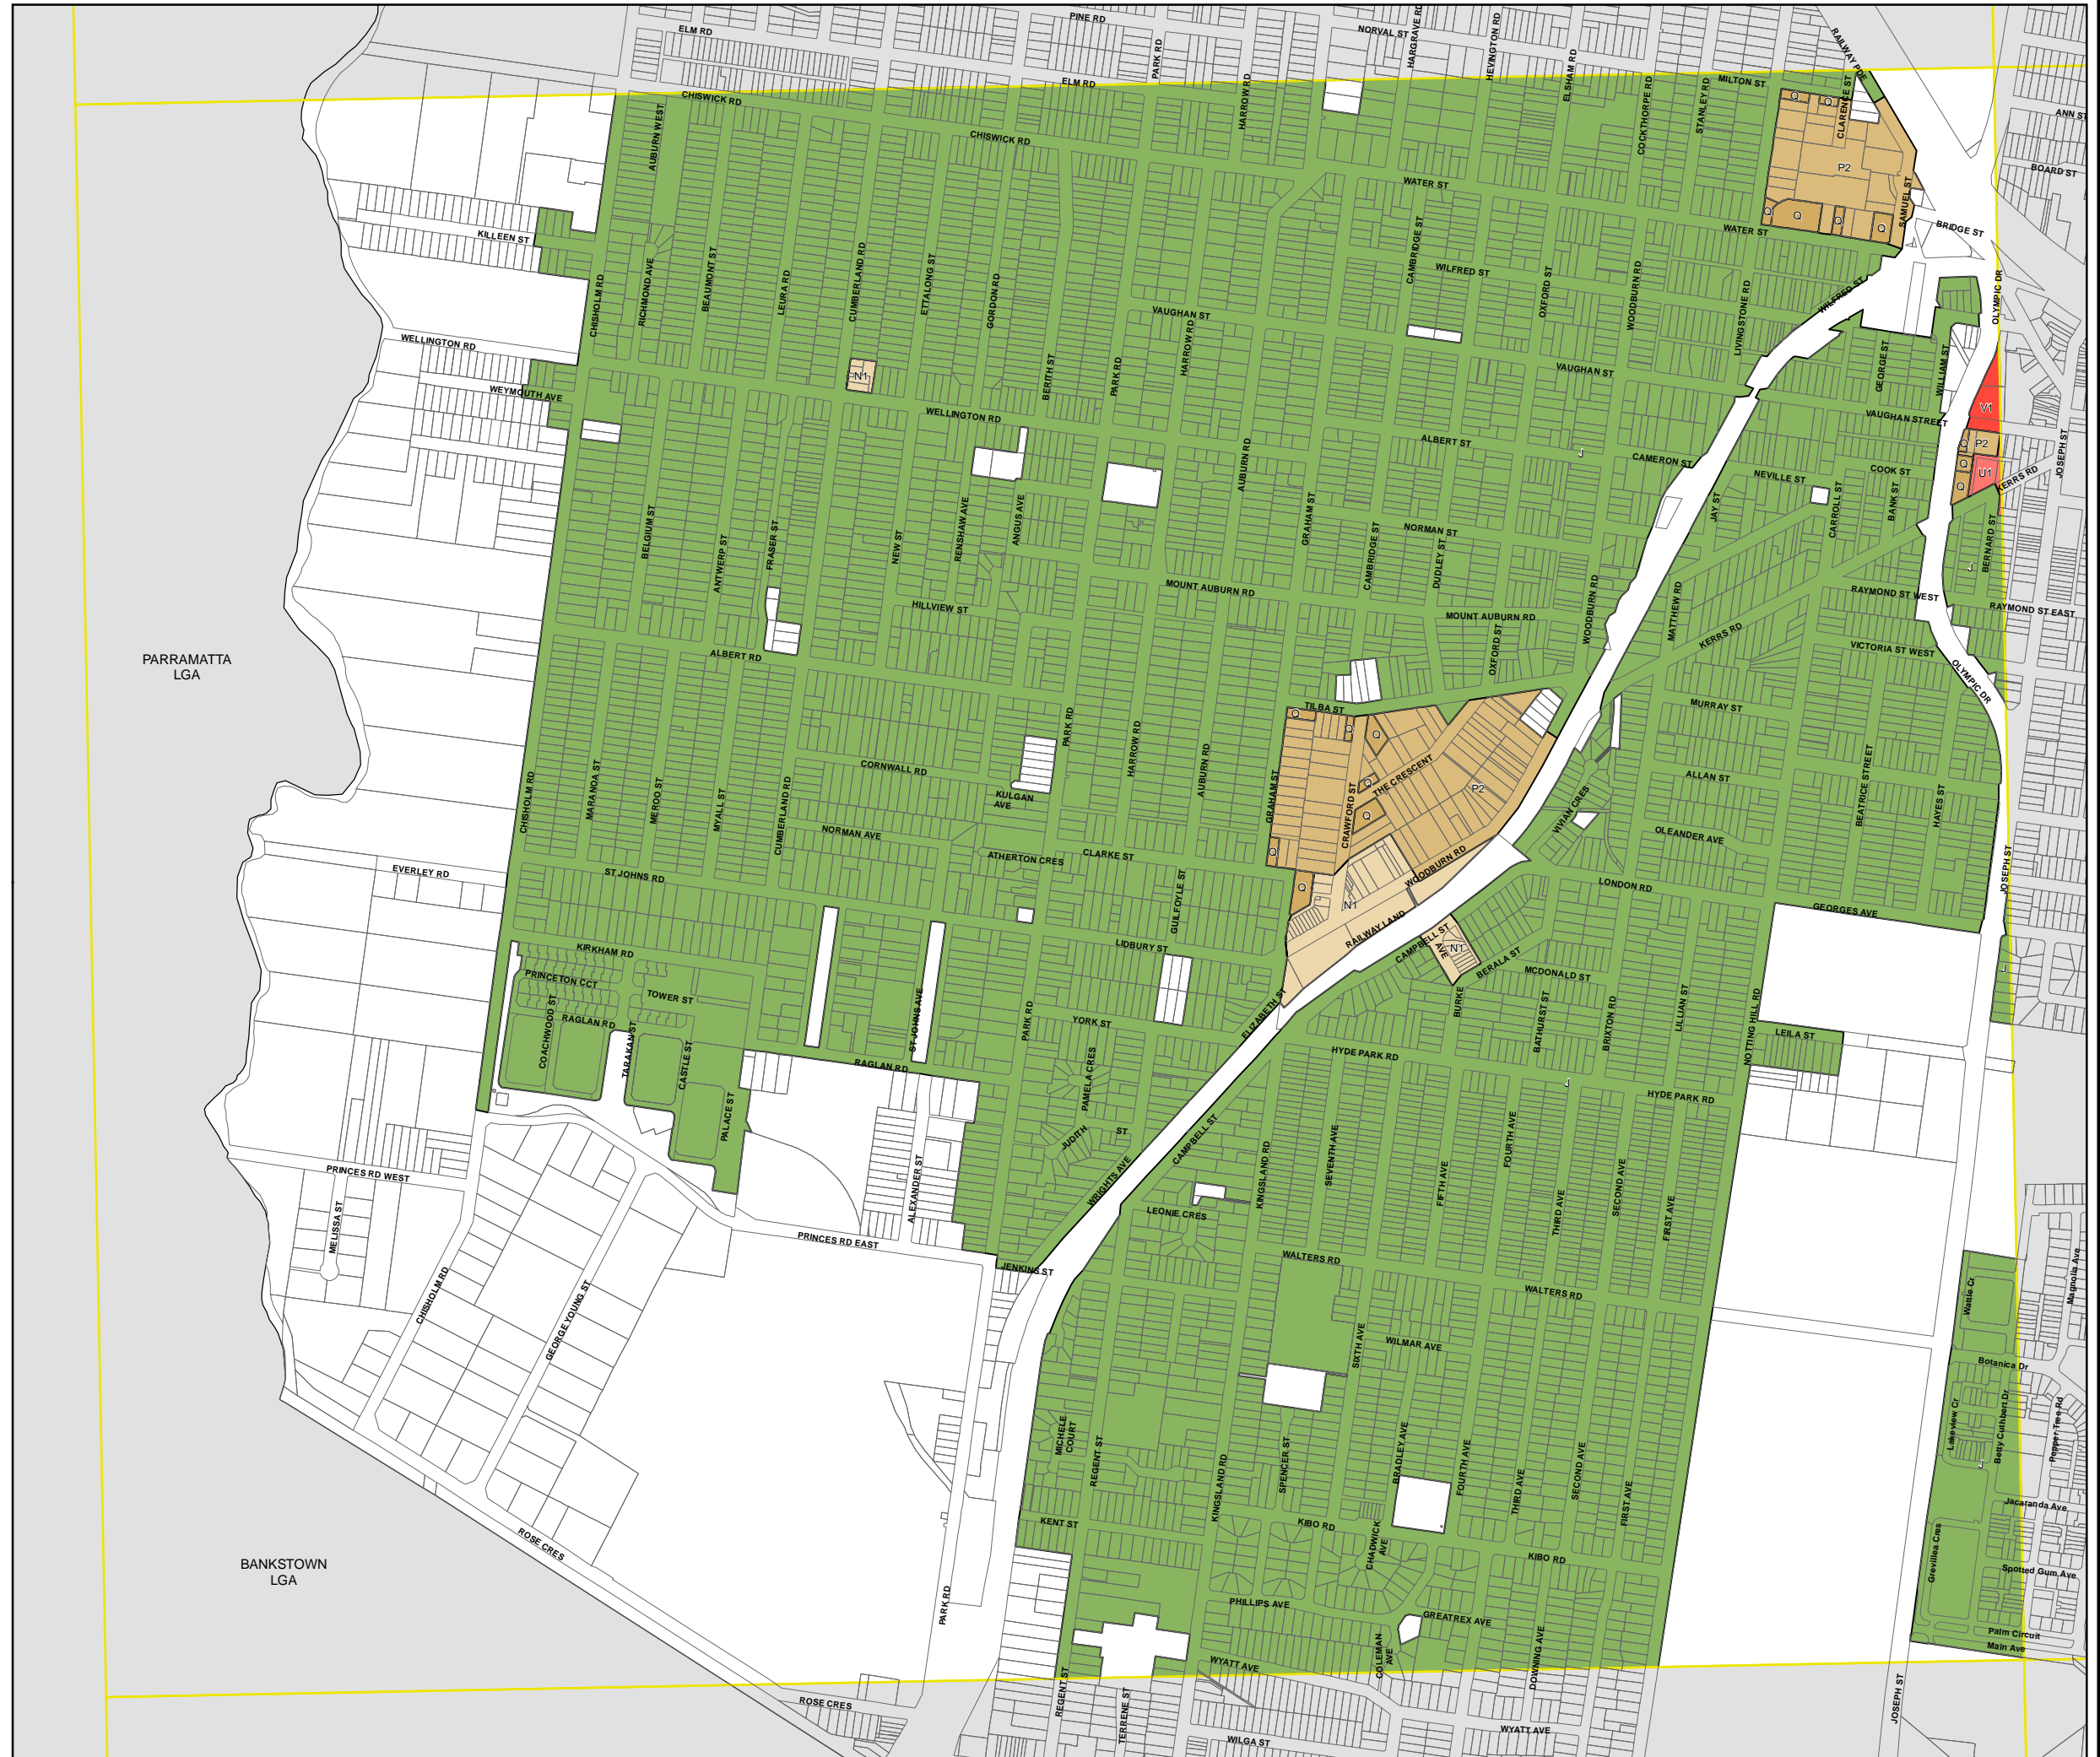 PINE RD
ELM RD
NORVAL ST
HARGRAVE RD
HEVINGTON RD
RAILWAY PDE
PARK RD
ELM RD
ELSHAM RD
MILTON ST
CHISWICK RD
HARROW RD
COCKTHORPE RD
STANLEY RD
CLARENCE ST
Q
Q
ANN ST
AUBURN WEST
CHISWICK RD
P2
BOARD ST
WATER ST
SAMUEL ST
Q
Q
Q
Q
KILLEEN ST
WATER ST
BRIDGE ST
CHISHOLM RD
RICHMOND AVE
BEAUMONT ST
LEURA RD
CUMBERLAND RD
ETTALONG ST
GORDON RD
CAMBRIDGE ST
WILFRED ST
OXFORD ST
WOODBURN RD
LIVINGSTONE RD
WILFRED ST
OLYMPIC DR
VAUGHAN ST
HARROW RD
WELLINGTON RD
BERITH ST
PARK RD
VAUGHAN ST
GEORGE ST
WILLIAM ST
N1
WEYMOUTH AVE
V1
WELLINGTON RD
VAUGHAN STREET
ALBERT ST
J
CAMERON ST
Q
P2
AUBURN RD
NEVILLE ST
COOK ST
Q
U1
KERRS RD
JOSEPH ST
Q
BELGIUM ST
ANTWERP ST
FRASER ST
NEW ST
RENSHAW AVE
ANGUS AVE
GRAHAM ST
CAMBRIDGE ST
NORMAN ST
DUDLEY ST
JAY ST
CARROLL ST
BANK ST
BERNARD ST
J
MOUNT AUBURN RD
MOUNT AUBURN RD
WOODBURN RD
MATTHEW RD
RAYMOND ST WEST
RAYMOND ST EAST
HILLVIEW ST
OXFORD ST
KERRS RD
VICTORIA ST WEST
PARRAMATTA
LGA
ALBERT RD
OLYMPIC DR
TILBA ST
MURRAY ST
Q
Q
Q
PARK RD
HARROW RD
AUBURN RD
CORNWALL RD
CHISHOLM RD
MARANDA ST
MEROO ST
MYALL ST
CUMBERLAND RD
KULGAN
AVE
GRAHAM ST
CRAWFORD ST
THE CRESCENT
Q
P2
Q
VIVIAN CRES
ALLAN ST
BEATRICE STREET
HAYES ST
NORMAN AVE
OLEANDER AVE
ATHERTON CRES
CLARKE ST
Q
EVERLEY RD
ST JOHNS RD
GUILFOYLE ST
Q
WOODBURN RD
LONDON RD
JOSEPH ST
N1
GEORGES AVE
RAILWAY LAND
KIRKHAM RD
LIDBURY ST
CAMPBELL ST
AVE
N1
BERALA ST
MCDONALD ST
J
PRINCETON CCT
TOWER ST
COACHWOOD ST
RAGLAN RD
TARAKAN ST
CASTLE ST
ST JOHNS AVE
PARK RD
YORK ST
ELIZABETH ST
BURKE
BATHURST ST
BRIXTON RD
LILLIAN ST
NOTTING HILL RD
LEILA ST
RAGLAN RD
HYDE PARK RD
PAMELA CRES
J
HYDE PARK RD
PALACE ST
JUDITH
ST
CAMPBELL ST
KINGSLAND RD
SEVENTH AVE
FIFTH AVE
FOURTH AVE
THIRD AVE
SECOND AVE
FIRST AVE
PRINCES RD WEST
WRIGHTS AVE
MELISSA ST
ALEXANDER ST
LEONIE CRES
PRINCES RD EAST
JENKINS ST
WALTERS RD
WALTERS RD
CHISHOLM RD
GEORGE YOUNG ST
Wattle Cr
Magnolia Ave
SIXTH AVE
WILMAR AVE
Botanica Dr
MICHELE
COURT
REGENT ST
KINGSLAND RD
SPENCER ST
BRADLEY AVE
FOURTH AVE
THIRD AVE
SECOND AVE
FIRST AVE
Lakeview Cr
Betty Cuthbert Dr
Pepper Tree Rd
J
Jacaranda Ave
ROSE CRES
KENT ST
KIBO RD
CHADWICK
AVE
KIBO RD
Grevillea Cres
Spotted Gum Ave
BANKSTOWN
LGA
PARK RD
PHILLIPS AVE
GREATREX AVE
Palm Circuit
Main Ave
COLEMAN
AVE
DOWNING AVE
WYATT AVE
REGENT ST
TERRENE ST
JOSEPH ST
ROSE CRES
WYATT AVE
WILGA ST